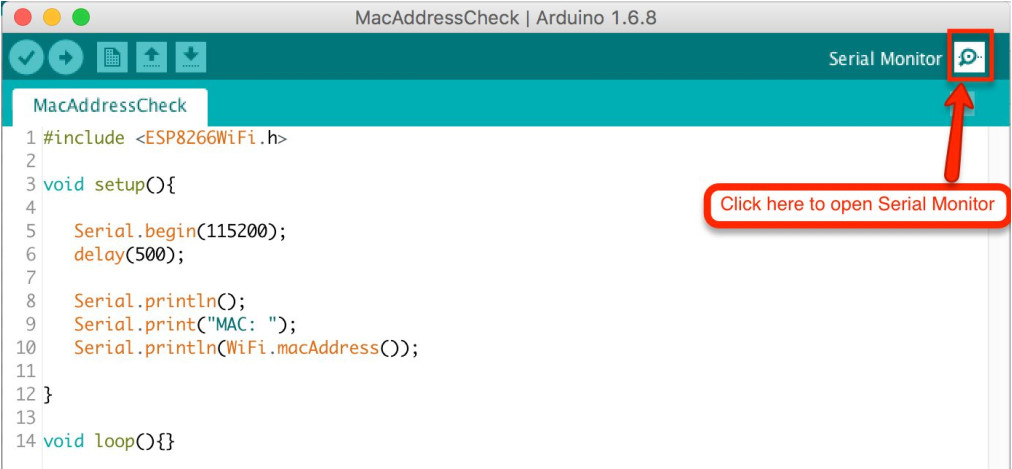 MacAddressCheck | Arduino 1.6.8
Serial Monitor
MacAddressCheck
Click here to open Serial Monitor
1 #include <ESP8266WiFi.h>
2
3 void setup(){
4
5    Serial.begin(115200);
6    delay(500);
7
8    Serial.println();
9    Serial.print("MAC: ");
10    Serial.println(WiFi.macAddress());
11
12 }
13
14 void loop(){}